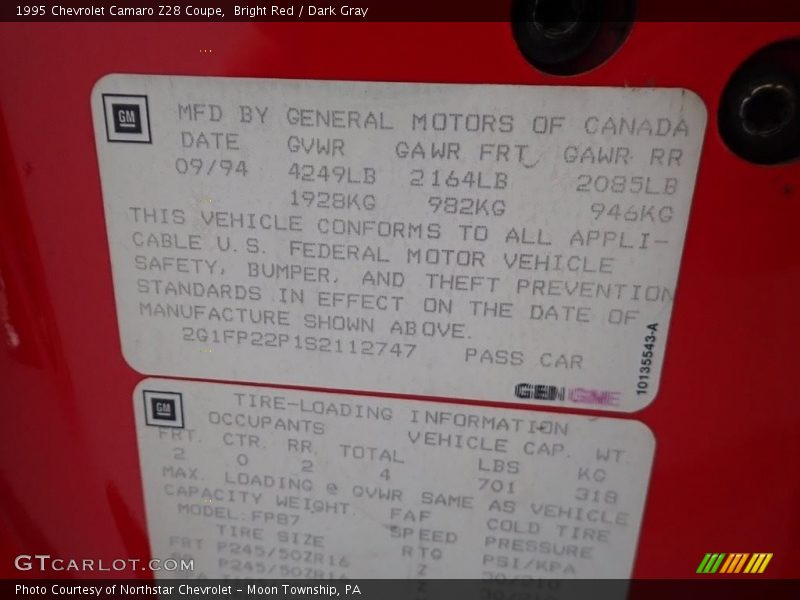 1995 Chevrolet Camaro Z28 Coupe, Bright Red / Dark Gray
GM
MFD BY GENERAL MOTORS OF CANADA
DATE GVWR GAWR FRT GAWR RR
09/94 4249LB 2164LB 2085LB
1928KG 982KG 946KG
THIS VEHICLE CONFORMS TO ALL APPLI-
CABLE U.S. FEDERAL MOTOR VEHICLE
SAFETY, BUMPER, AND THEFT PREVENTION
STANDARDS IN EFFECT ON THE DATE OF
MANUFACTURE SHOWN ABOVE.
2G1FP22P1S2112747 PASS CAR
10135543-A
GM
TIRE-LOADING INFORMATION
OCCUPANTS VEHICLE CAP. WT.
FRT. CTR. RR. TOTAL LBS KG
2 0 2 4 701 318
MAX. LOADING @ GVWR SAME AS VEHICLE
CAPACITY WEIGHT. FAF COLD TIRE
MODEL:FP87 SPEED PRESSURE
TIRE SIZE RTG PSI/KPA
FRT P245/50ZR16 Z
P245/50ZR16 Z
GTCARLOT.COM
Photo Courtesy of Northstar Chevrolet - Moon Township, PA